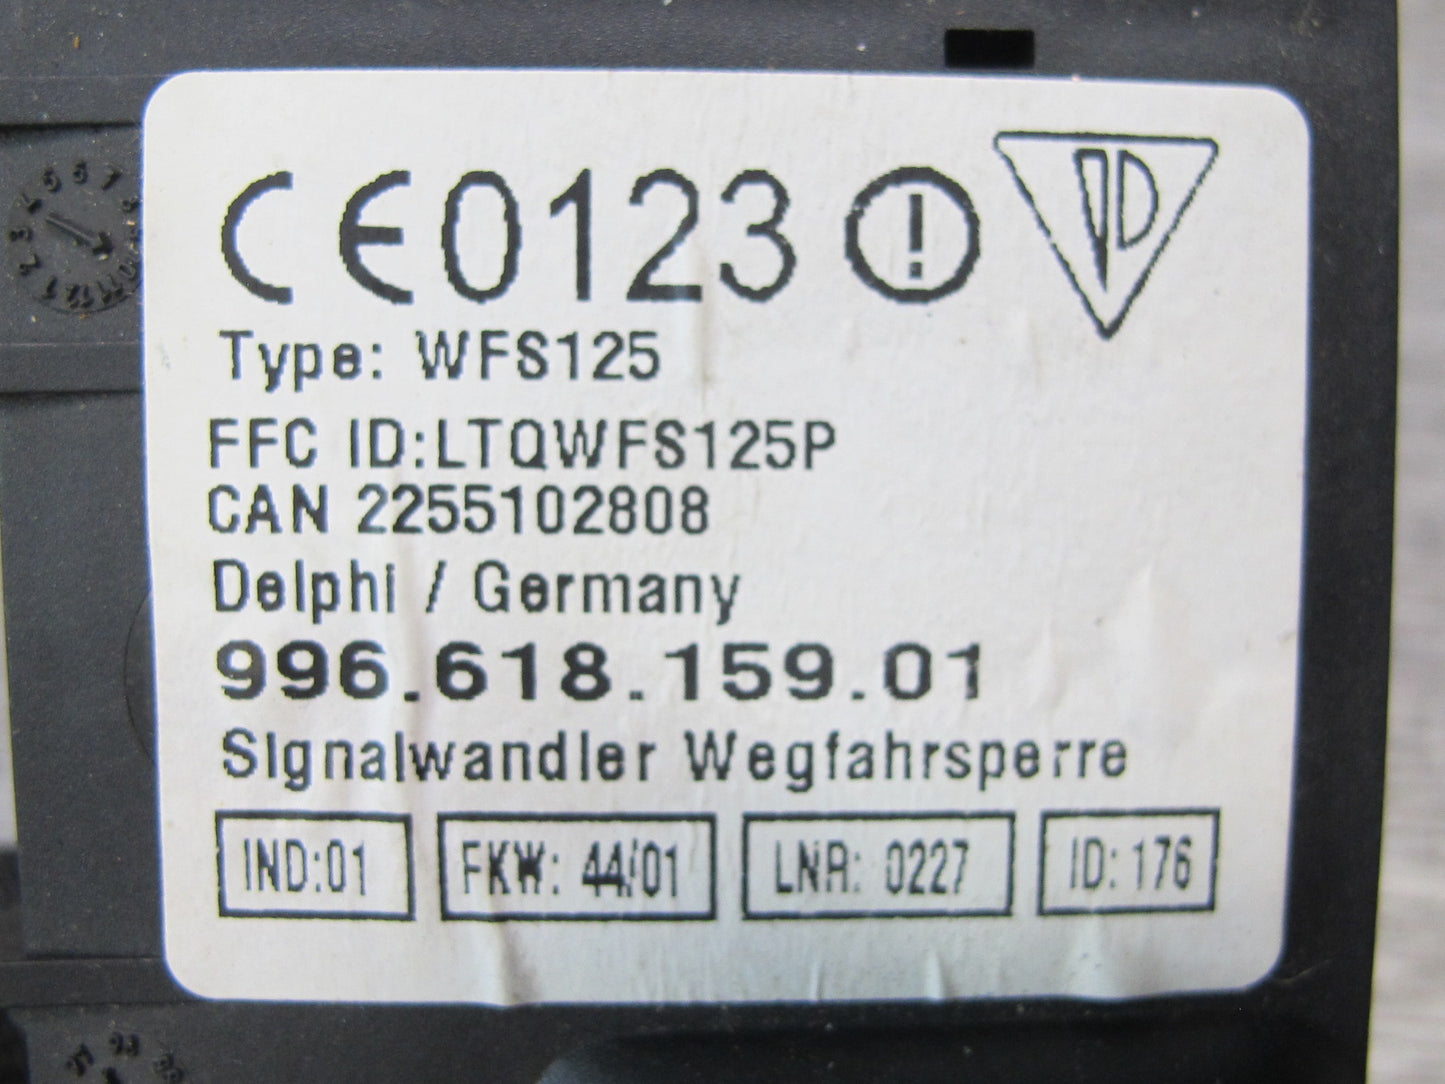 CE0123
Type: WFS125
FFC ID:LTQWFS125P
CAN 2255102808
Delphi / Germany
996.618.159.01
Signalwandler Wegfahrsperre
IND:01 FKW: 44/01 LNR: 0227 ID: 176